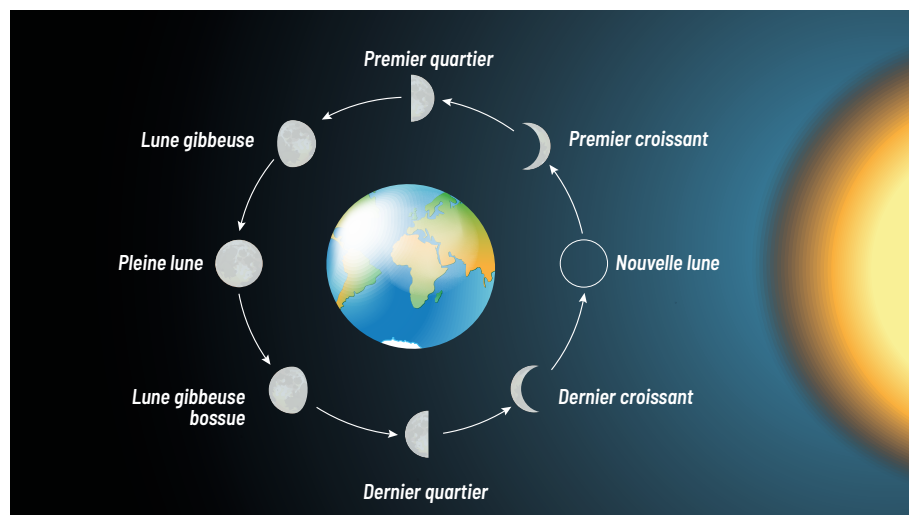 Premier quartier
Lune gibbeuse
Premier croissant
Pleine lune
Nouvelle lune
Lune gibbeuse
bossue
Dernier croissant
Dernier quartier